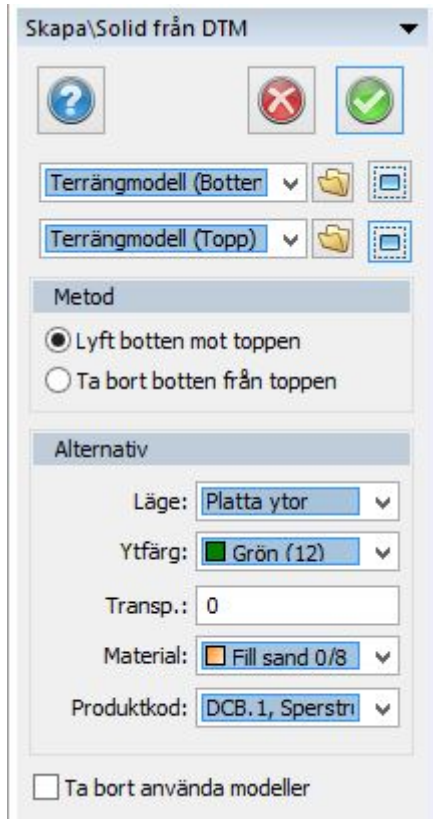 Skapa\Solid från DTM
Terrängmodell (Botten
Terrängmodell (Topp)
Metod
Lyft botten mot toppen
Ta bort botten från toppen
Alternativ
Läge: Platta ytor
Ytfärg: Grön (12)
Transp.: 0
Material: Fill sand 0/8
Produktkod: DCB.1, Sperstru
Ta bort använda modeller